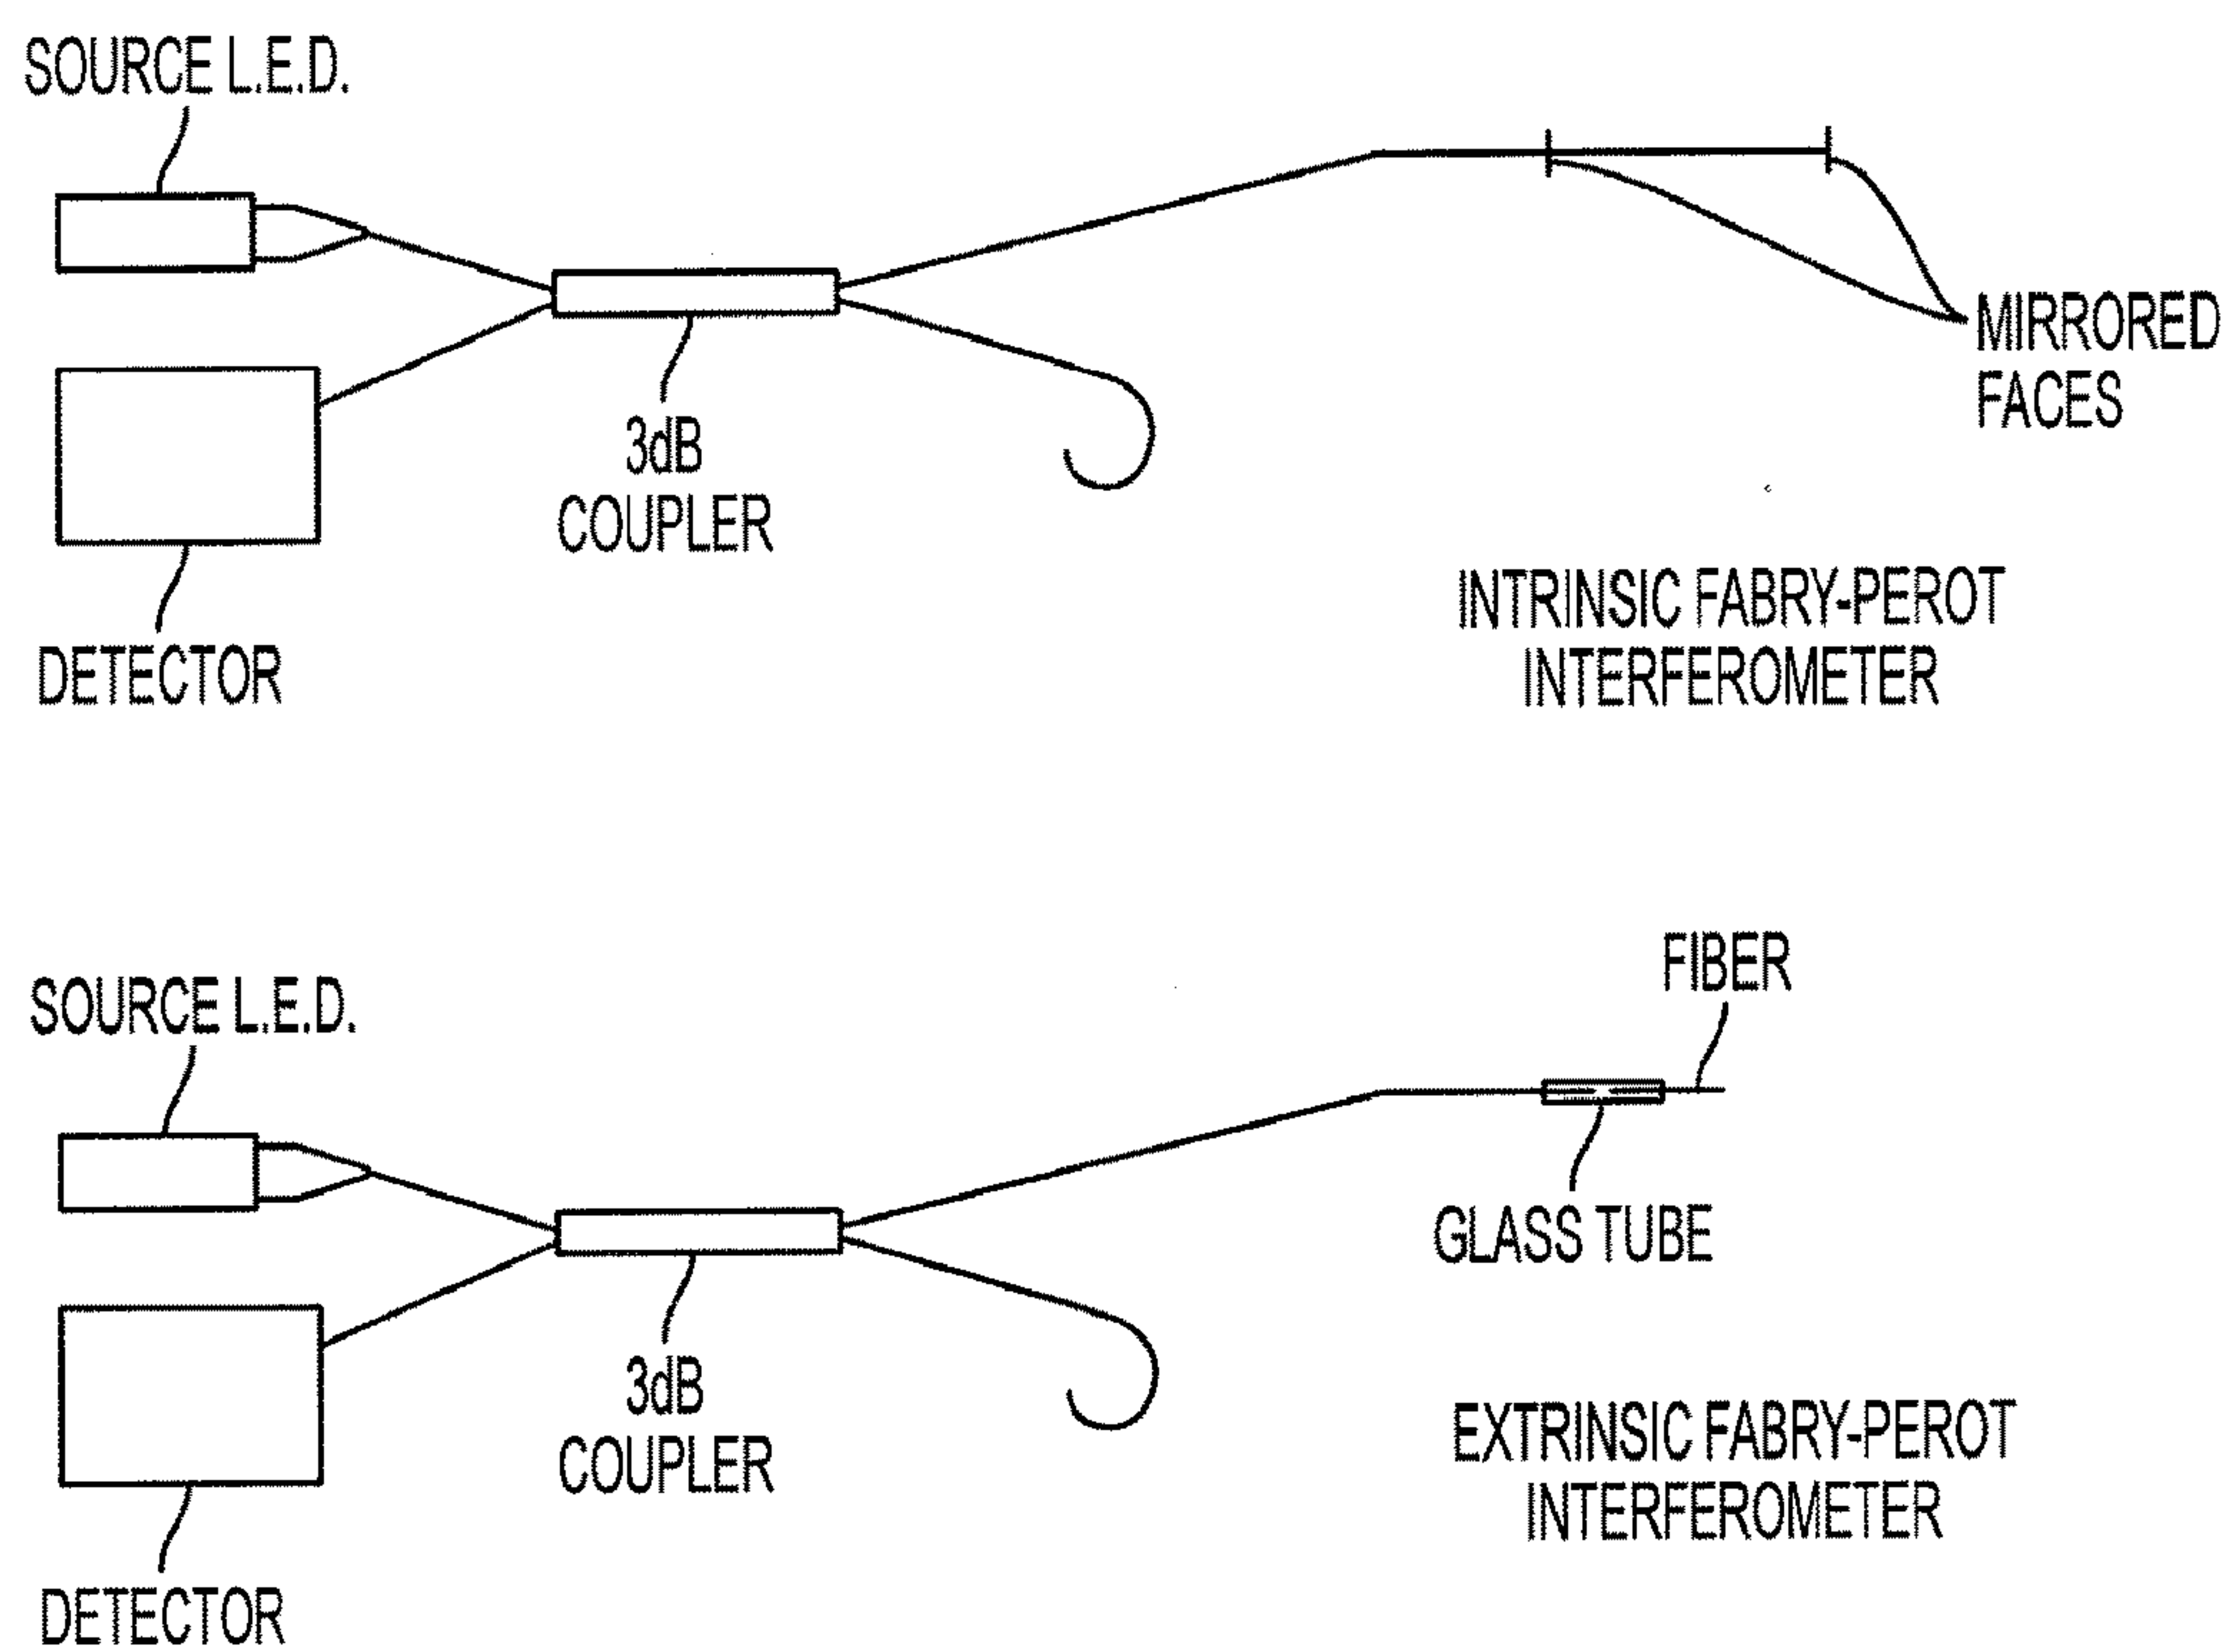 SOURCE L.E.D.
MIRRORED
FACES
3dB
COUPLER
DETECTOR
INTRINSIC FABRY-PEROT
INTERFEROMETER
FIBER
SOURCE L.E.D.
GLASS TUBE
3dB
COUPLER
DETECTOR
EXTRINSIC FABRY-PEROT
INTERFEROMETER